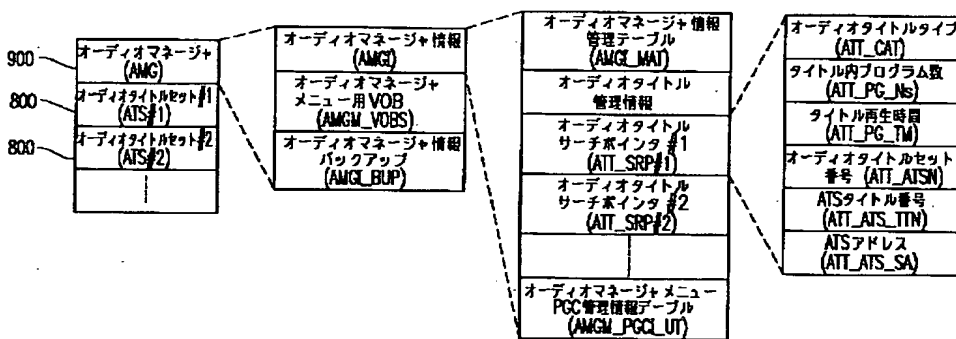 900
オーディオマネージャ
(AMG)
800
オーディオタイトルセット#1
(ATS#1)
800
オーディオタイトルセット#2
(ATS#2)
オーディオマネージャ情報
(AMGI)
オーディオマネージャ
メニュー用VOB
(AMGM_VOBS)
オーディオマネージャ情報
バックアップ
(AMGI_BUP)
オーディオマネージャ情報
管理テーブル
(AMGI_MAT)
オーディオタイトル
管理情報
オーディオタイトル
サーチポインタ#1
(ATT_SRP#1)
オーディオタイトル
サーチポインタ#2
(ATT_SRP#2)
オーディオマネージャメニュー
PGC管理情報テーブル
(AMGM_PGCI_UT)
オーディオタイトルタイプ
(ATT_CAT)
タイトル内プログラム数
(ATT_PG_Ns)
タイトル再生時間
(ATT_PG_TM)
オーディオタイトルセット
番号 (ATT_ATSN)
ATSタイトル番号
(ATT_ATS_TTN)
ATSアドレス
(ATT_ATS_SA)